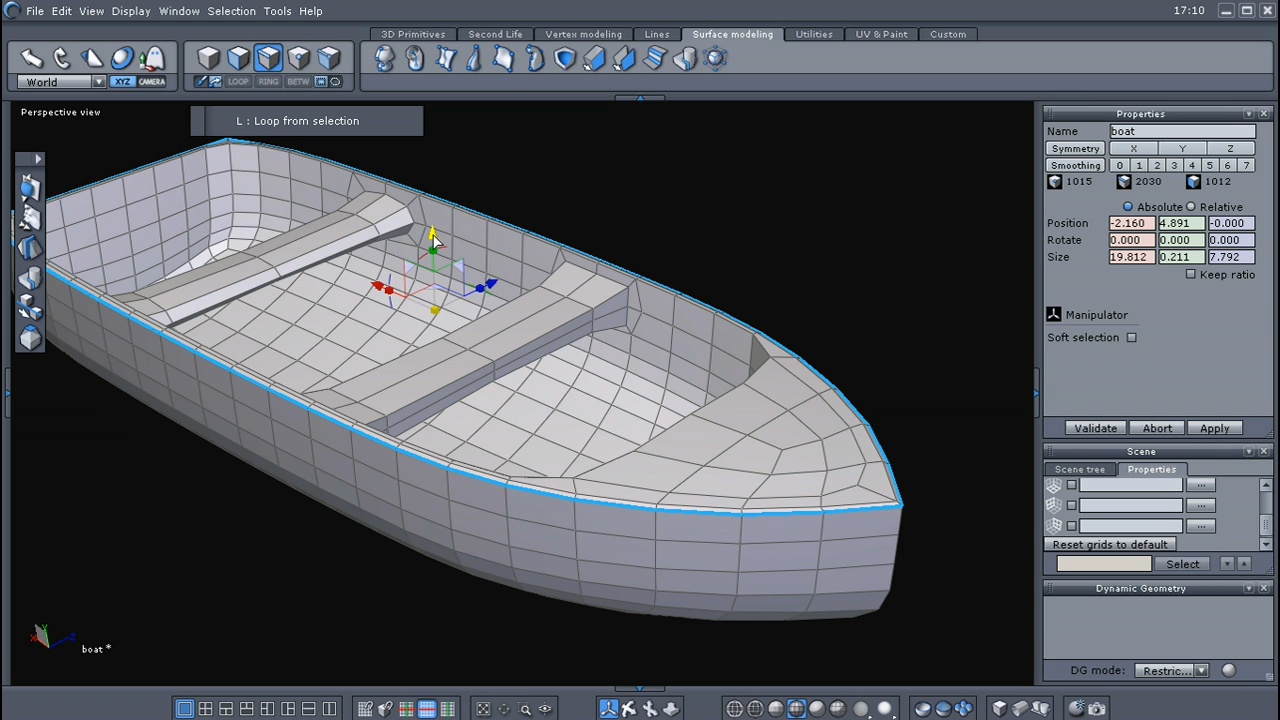 File Edit View Display Window Selection Tools Help
17:10
3D Primitives Second Life Vertex modeling Lines Surface modeling Utilities UV & Paint Custom
World XYZ CAMERA
LOOP RING BETW
Perspective view
L : Loop from selection
Properties
Name boat
Symmetry X Y Z
Smoothing 0 1 2 3 4 5 6 7
1015 2030 1012
Absolute Relative
Position -2.160 4.891 -0.000
Rotate 0.000 0.000 0.000
Size 19.812 0.211 7.792
Keep ratio
Manipulator
Soft selection
Validate Abort Apply
Scene
Scene tree Properties
...
...
...
Reset grids to default
Select
Dynamic Geometry
X Y Z
boat *
DG mode: Restric...